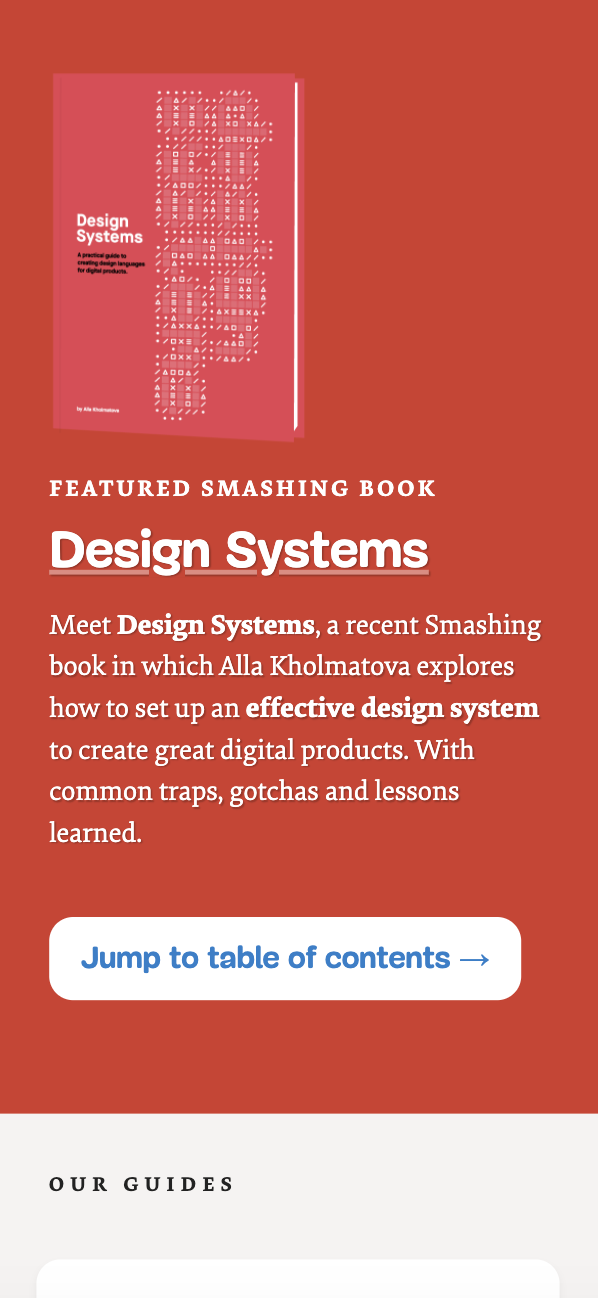 Design
Systems
A practical guide to
creating design languages
for digital products.
by Alla Kholmatova
FEATURED SMASHING BOOK
Design Systems
Meet Design Systems, a recent Smashing
book in which Alla Kholmatova explores
how to set up an effective design system
to create great digital products. With
common traps, gotchas and lessons
learned.
Jump to table of contents →
OUR GUIDES